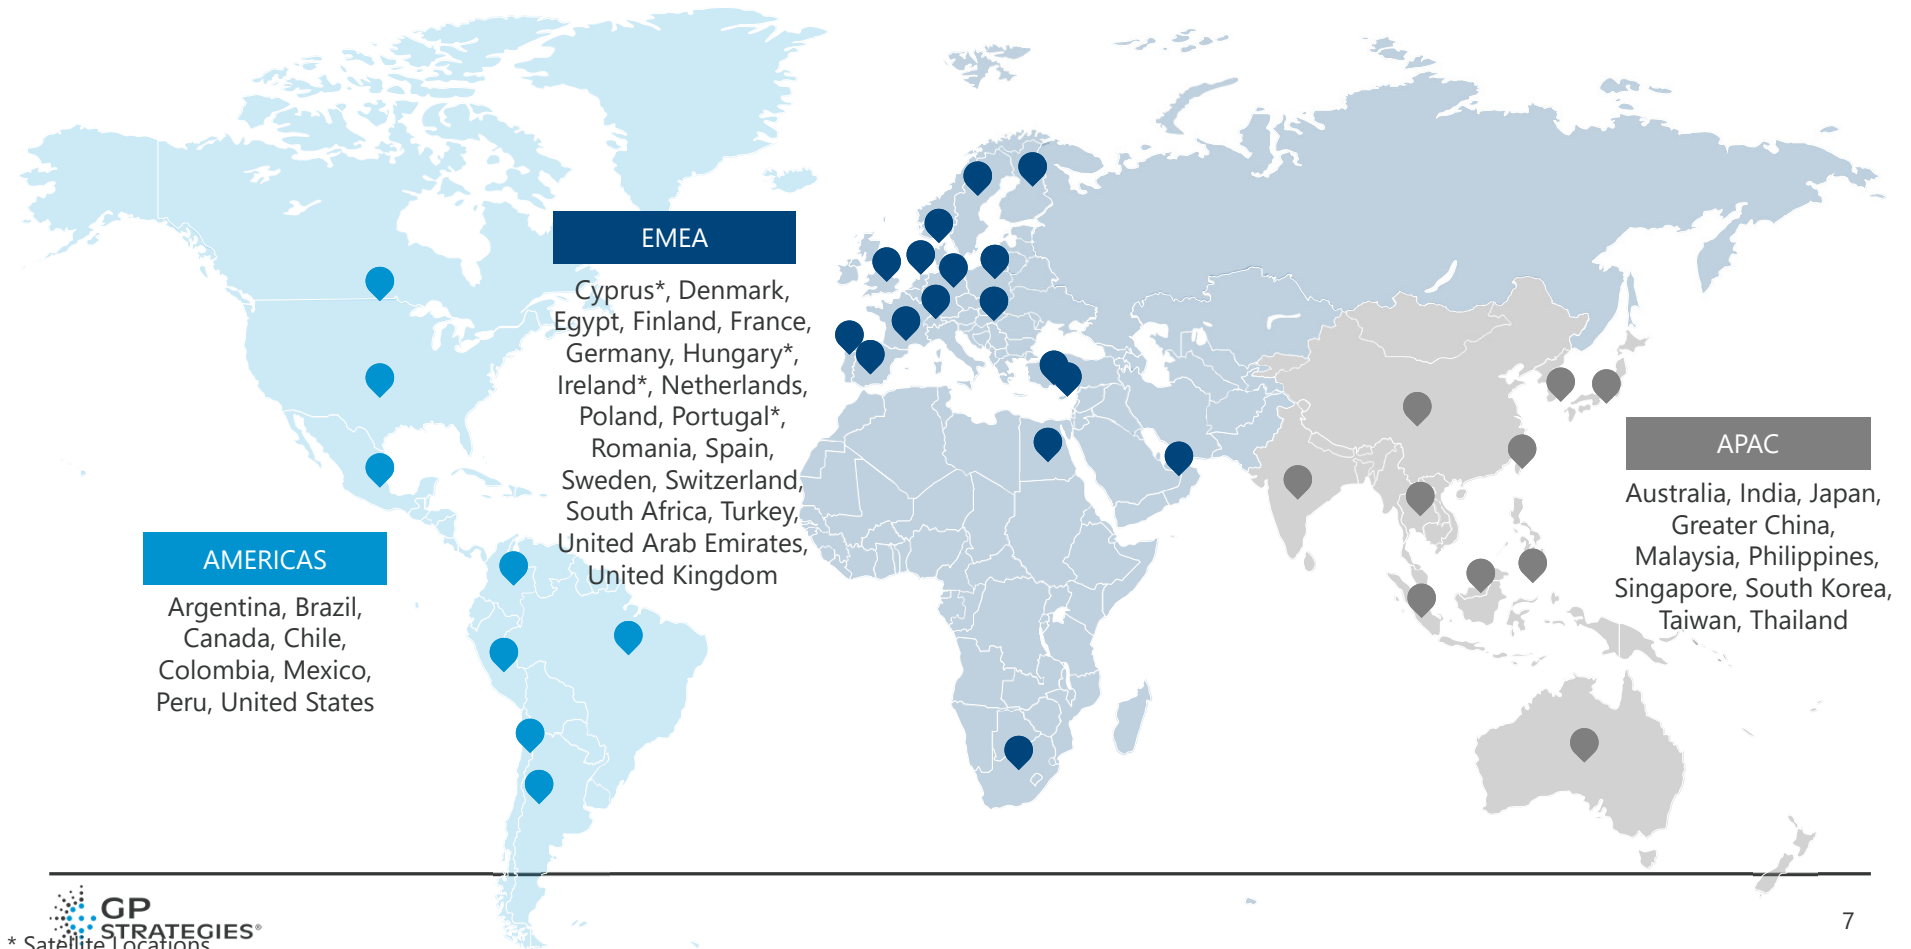 EMEA
Cyprus*, Denmark,
Egypt, Finland, France,
Germany, Hungary*,
Ireland*, Netherlands,
Poland, Portugal*,
Romania, Spain,
Sweden, Switzerland,
South Africa, Turkey,
United Arab Emirates,
United Kingdom
AMERICAS
Argentina, Brazil,
Canada, Chile,
Colombia, Mexico,
Peru, United States
APAC
Australia, India, Japan,
Greater China,
Malaysia, Philippines,
Singapore, South Korea,
Taiwan, Thailand
GP
STRATEGIES®
* Satellite Locations
7